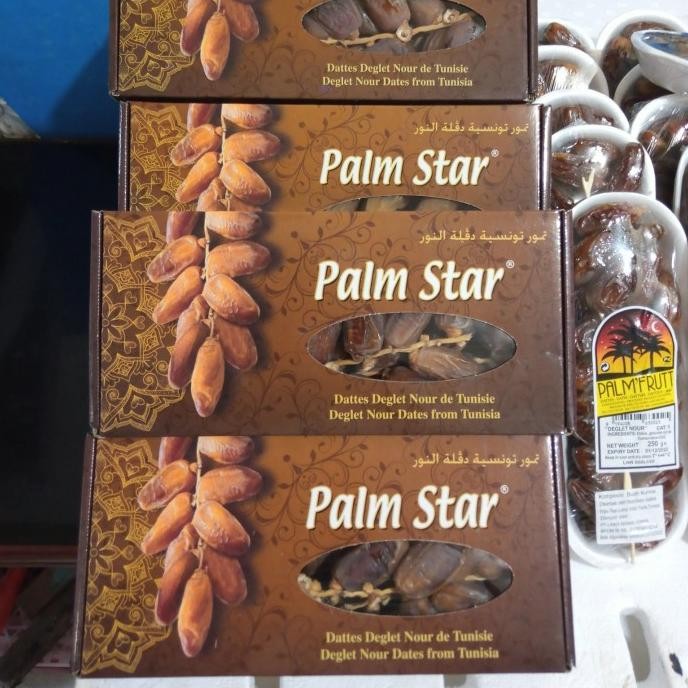 Dattes Deglet Nour de Tunisie
Deglet Nour Dates from Tunisia
تمور تونسية دقلة النور
Palm Star®
تمور تونسية دقلة النور
Palm Star®
Dattes Deglet Nour de Tunisie
Deglet Nour Dates from Tunisia
تمور تونسية دقلة النور
Palm Star®
Dattes Deglet Nour de Tunisie
Deglet Nour Dates from Tunisia
PALM'FRUTT
DEGLET NOUR CAT
NET WEIGHT 250
EXPIRY DATE